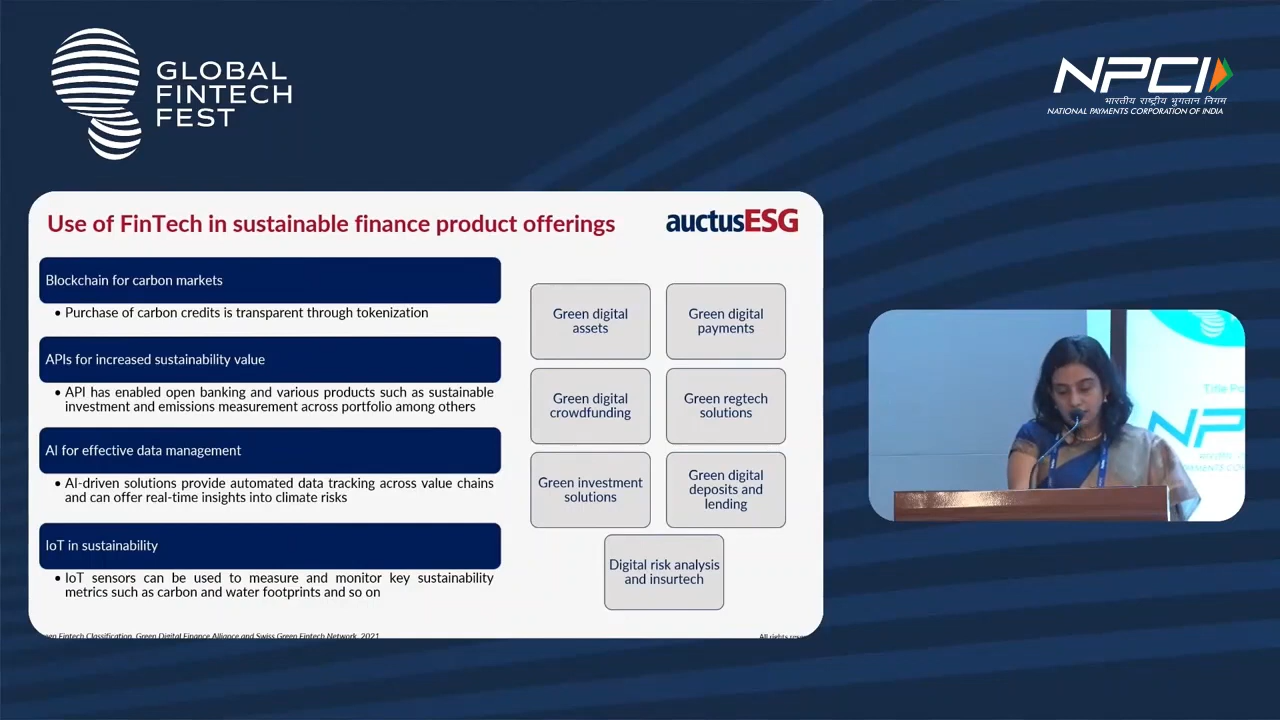 GLOBAL
FINTECH
FEST
NPCI
भारतीय राष्ट्रीय भुगतान निगम
NATIONAL PAYMENTS CORPORATION OF INDIA
Use of FinTech in sustainable finance product offerings
auctusESG
Blockchain for carbon markets
• Purchase of carbon credits is transparent through tokenization
APIs for increased sustainability value
• API has enabled open banking and various products such as sustainable
investment and emissions measurement across portfolio among others
AI for effective data management
• AI-driven solutions provide automated data tracking across value chains
and can offer real-time insights into climate risks
IoT in sustainability
• IoT sensors can be used to measure and monitor key sustainability
metrics such as carbon and water footprints and so on
Green digital
assets
Green digital
payments
Green digital
crowdfunding
Green regtech
solutions
Green investment
solutions
Green digital
deposits and
lending
Digital risk analysis
and insurtech
Fintech Classification, Green Digital Finance Alliance and Swiss Green Fintech Network, 2021
All rights
Title
NPC